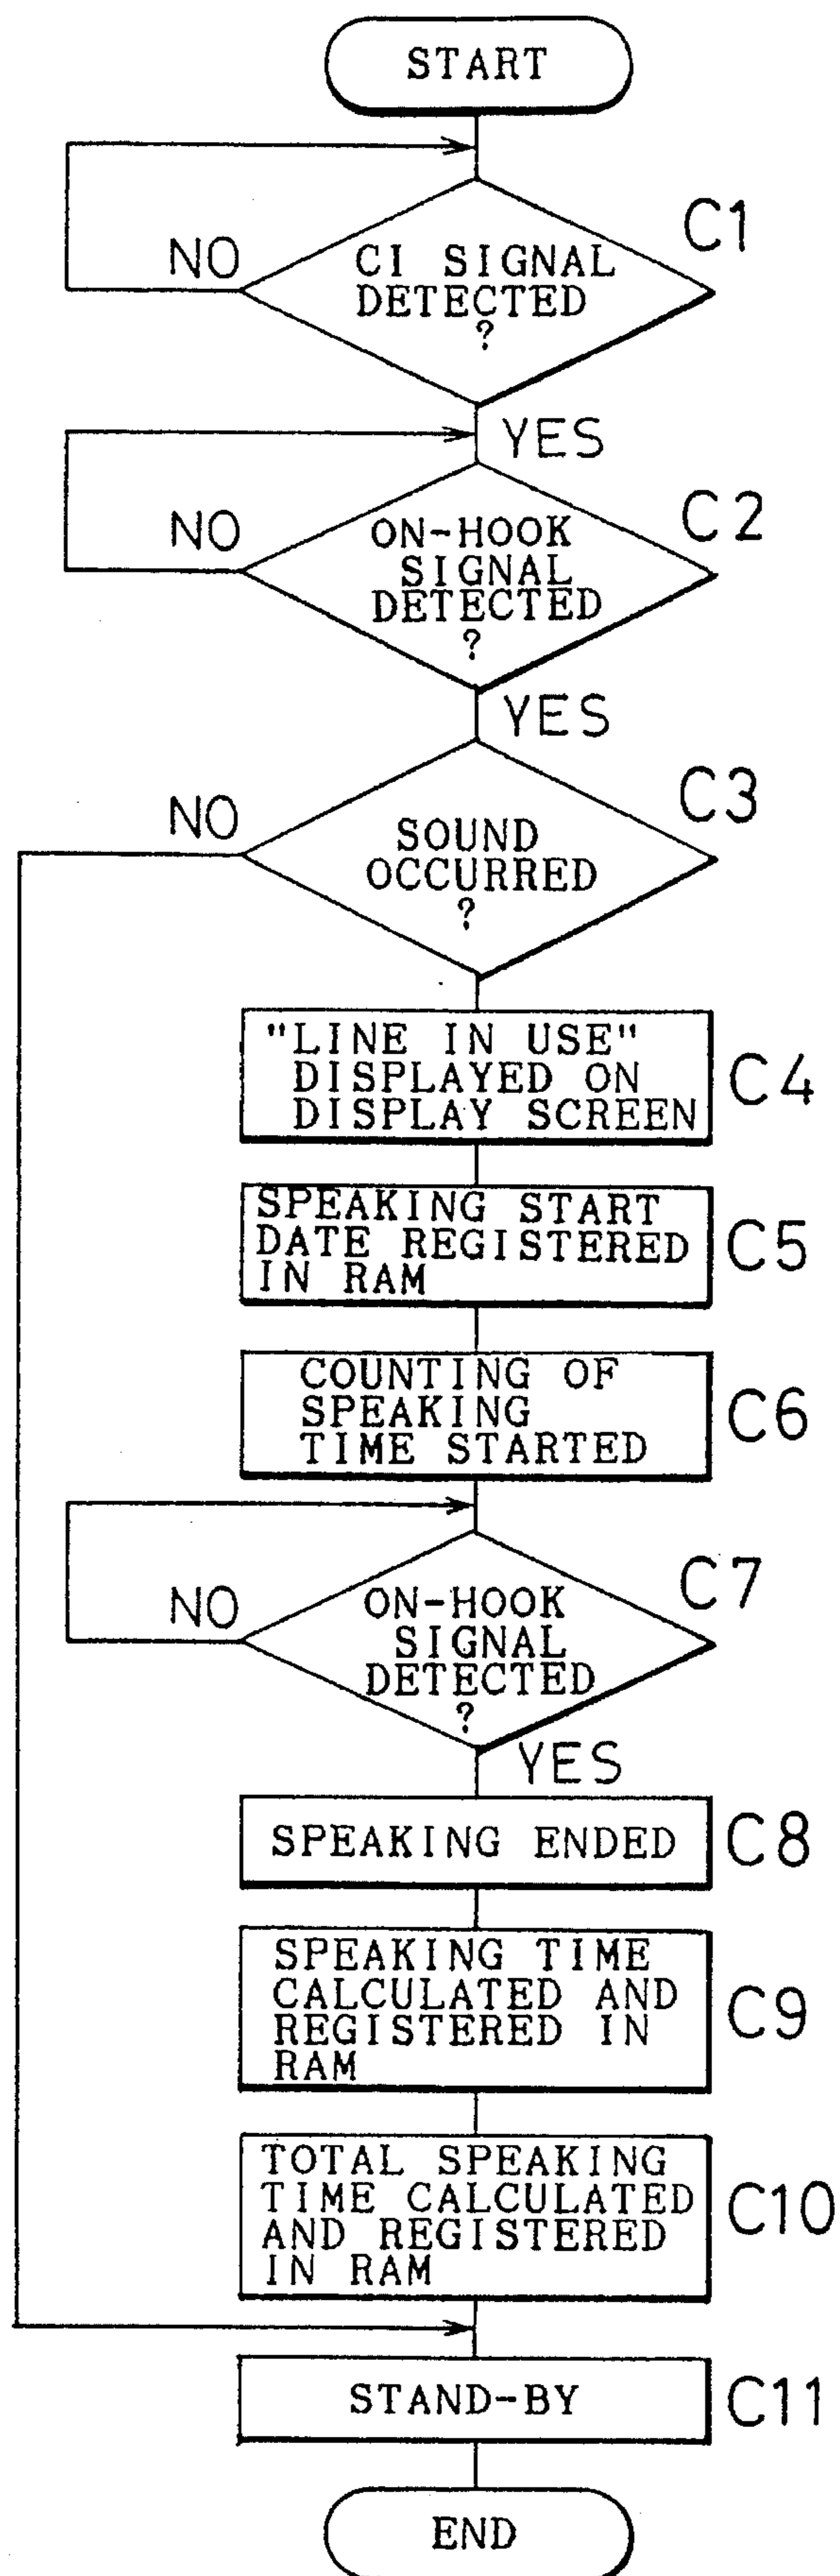 START
C1
NO
CI SIGNAL
DETECTED
?
YES
C2
NO
ON-HOOK
SIGNAL
DETECTED
?
YES
C3
NO
SOUND
OCCURRED
?
"LINE IN USE"
DISPLAYED ON
DISPLAY SCREEN
C4
SPEAKING START
DATE REGISTERED
IN RAM
C5
COUNTING OF
SPEAKING
TIME STARTED
C6
C7
NO
ON-HOOK
SIGNAL
DETECTED
?
YES
SPEAKING ENDED
C8
SPEAKING TIME
CALCULATED AND
REGISTERED IN
RAM
C9
TOTAL SPEAKING
TIME CALCULATED
AND REGISTERED
IN RAM
C10
STAND-BY
C11
END